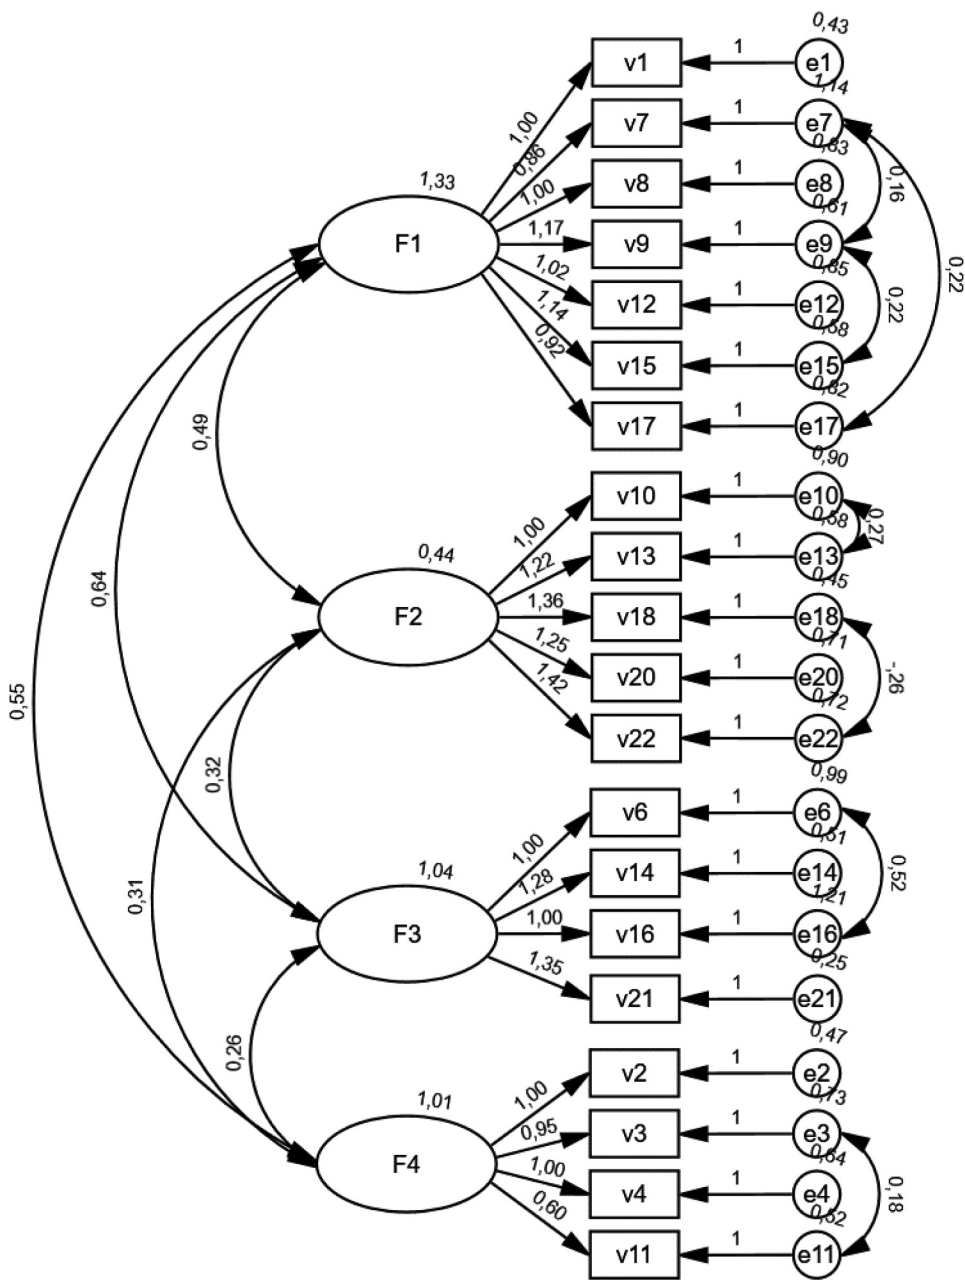 0,43
v1 1 e1
1,00
1,14
v7 1 e7
0,86
0,83
0,16
1,33
v8 1 e8
1,00
0,61
F1 1,17 v9 1 e9
0,22
1,02
0,85
v12 1 e12
0,22
1,14
0,58
v15 1 e15
0,92
0,82
v17 1 e17
0,49
0,90
v10 1 e10
1,00
0,58
0,27
0,44
1,22
v13 1 e13
0,45
0,64
F2 1,36 v18 1 e18
1,25
0,71
v20 1 e20
-,26
1,42
0,72
v22 1 e22
0,55
0,32
0,99
v6 1 e6
1,00
0,51
1,04
1,28
v14 1 e14
0,52
0,31
1,21
F3 1,00 v16 1 e16
1,35
0,25
v21 1 e21
0,26
0,47
v2 1 e2
1,00
0,73
1,01
0,95
v3 1 e3
0,64
F4 1,00 v4 1 e4
0,18
0,60
0,52
v11 1 e11